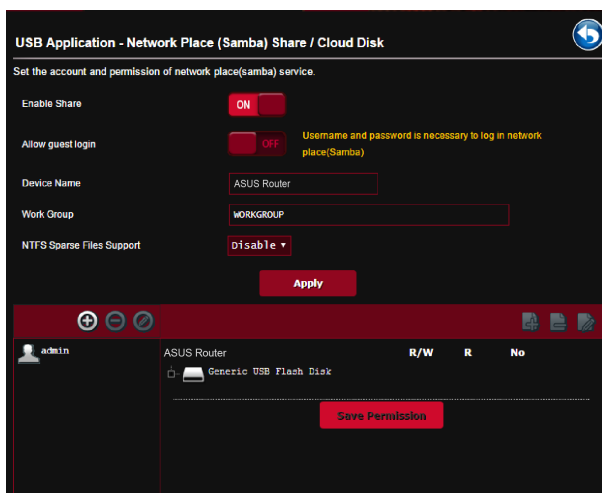 USB Application - Network Place (Samba) Share / Cloud Disk
Set the account and permission of network place(samba) service.
Enable Share ON
Allow guest login OFF Username and password is necessary to log in network
place(Samba)
Device Name ASUS Router
Work Group WORKGROUP
NTFS Sparse Files Support Disable
Apply
admin ASUS Router R/W R No
Generic USB Flash Disk
Save Permission